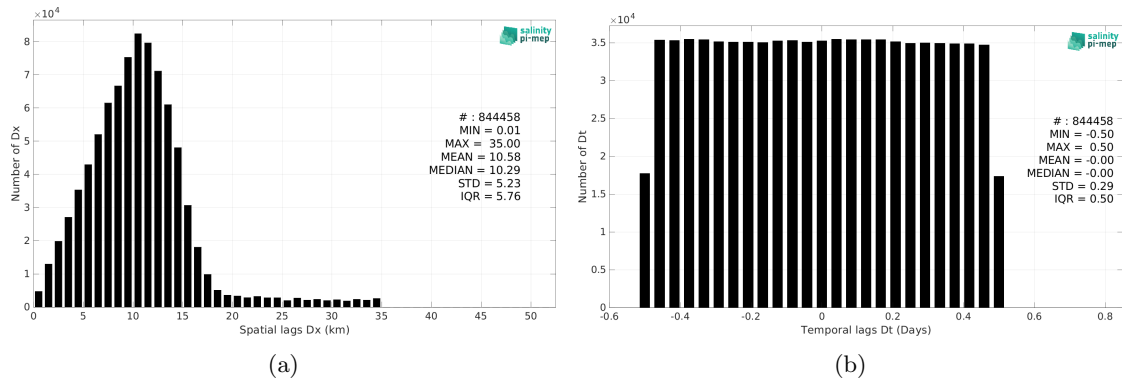 ×10⁴
8
7
6
5
4
3
2
1
0
Number of Dx
salinity
pi-mep
# : 844458
MIN = 0.01
MAX = 35.00
MEAN = 10.58
MEDIAN = 10.29
STD = 5.23
IQR = 5.76
0 5 10 15 20 25 30 35 40 45 50
Spatial lags Dx (km)
(a)
×10⁴
3.5
3
2.5
2
1.5
1
0.5
0
Number of Dt
salinity
pi-mep
# : 844458
MIN = -0.50
MAX = 0.50
MEAN = -0.00
MEDIAN = -0.00
STD = 0.29
IQR = 0.50
-0.6 -0.4 -0.2 0 0.2 0.4 0.6 0.8
Temporal lags Dt (Days)
(b)